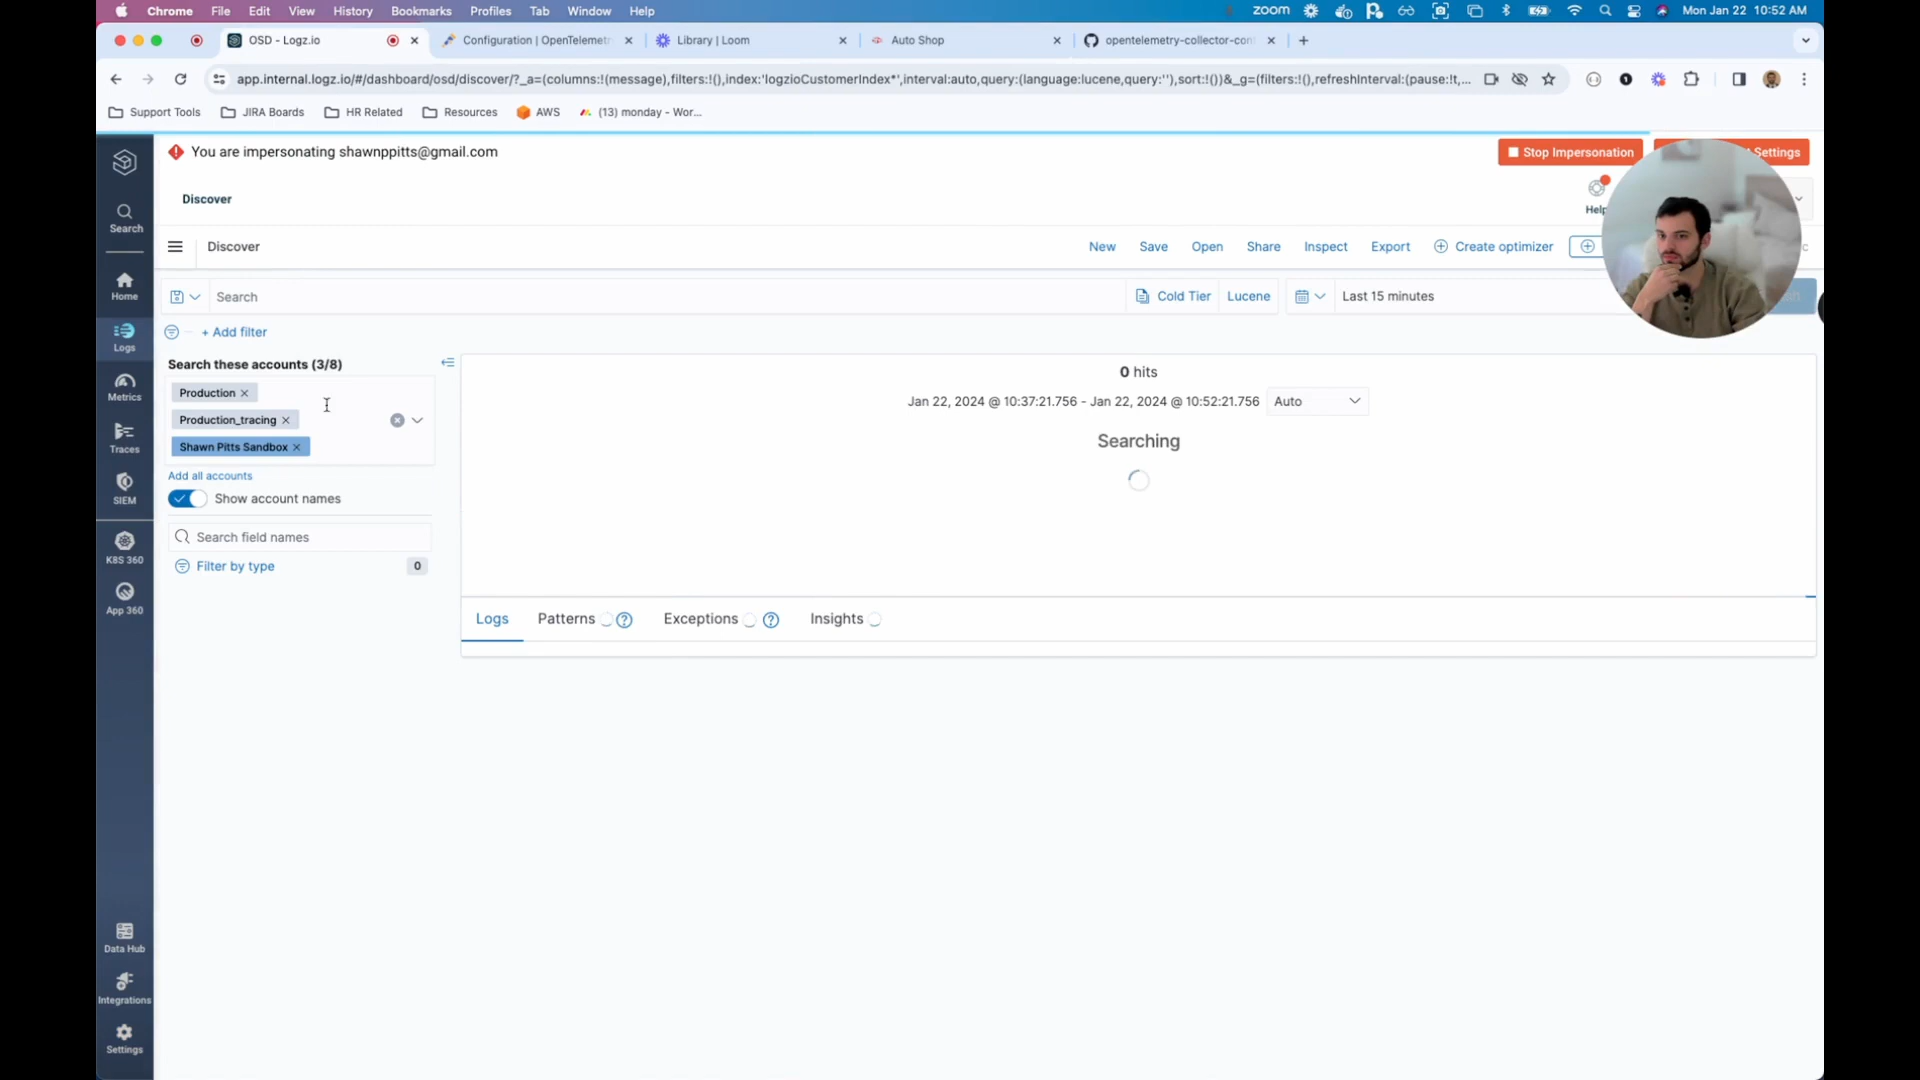 Chrome File Edit View History Bookmarks Profiles Tab Window Help
zoom Mon Jan 22 10:52 AM
OSD - Logz.io
Configuration | OpenTelemetr
Library | Loom
Auto Shop
opentelemetry-collector-con
app.internal.logz.io/#/dashboard/osd/discover/?_a=(columns:!(message),filters:!(),index:'logzioCustomerIndex*',interval:auto,query:(language:lucene,query:''),sort:!())&_g=(filters:!(),refreshInterval:(pause:!t,...
Support Tools JIRA Boards HR Related Resources AWS (13) monday - Wor...
You are impersonating shawnppitts@gmail.com
Stop Impersonation
Settings
Discover
Help
Discover
New Save Open Share Inspect Export Create optimizer
Search
Cold Tier Lucene
Last 15 minutes
+ Add filter
Search these accounts (3/8)
Production
Production_tracing
Shawn Pitts Sandbox
Add all accounts
Show account names
Search field names
Filter by type 0
0 hits
Jan 22, 2024 @ 10:37:21.756 - Jan 22, 2024 @ 10:52:21.756 Auto
Searching
Logs Patterns Exceptions Insights
Search
Home
Logs
Metrics
Traces
SIEM
K8S 360
App 360
Data Hub
Integrations
Settings